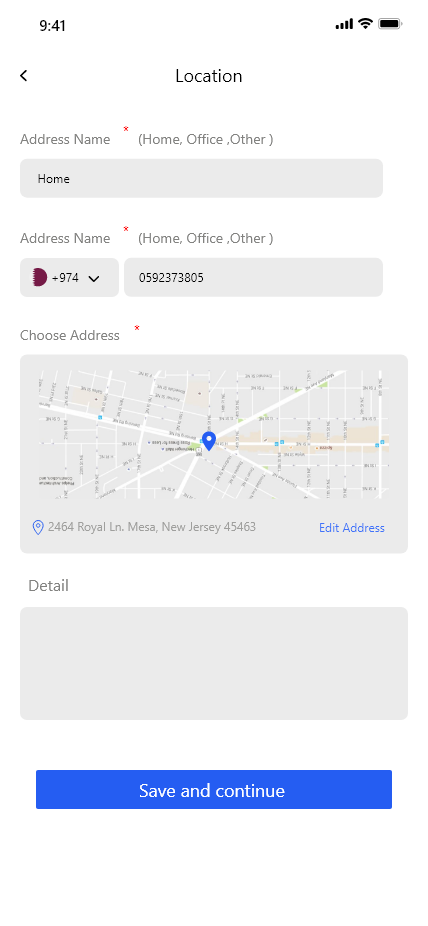 9:41
Location
Address Name * (Home, Office ,Other )
Home
Address Name * (Home, Office ,Other )
+974 0592373805
Choose Address *
2464 Royal Ln. Mesa, New Jersey 45463 Edit Address
Detail
Save and continue